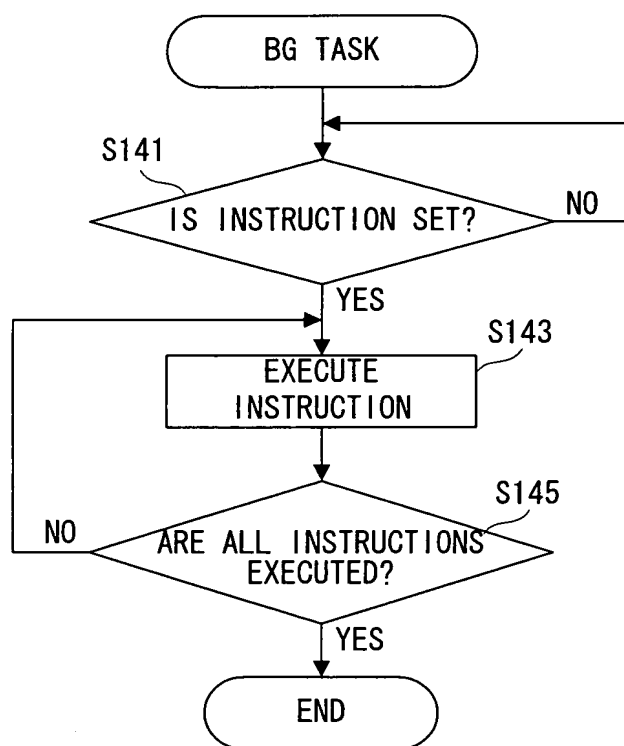 BG TASK
S141
IS INSTRUCTION SET?
NO
YES
S143
EXECUTE
INSTRUCTION
S145
NO
ARE ALL INSTRUCTIONS
EXECUTED?
YES
END